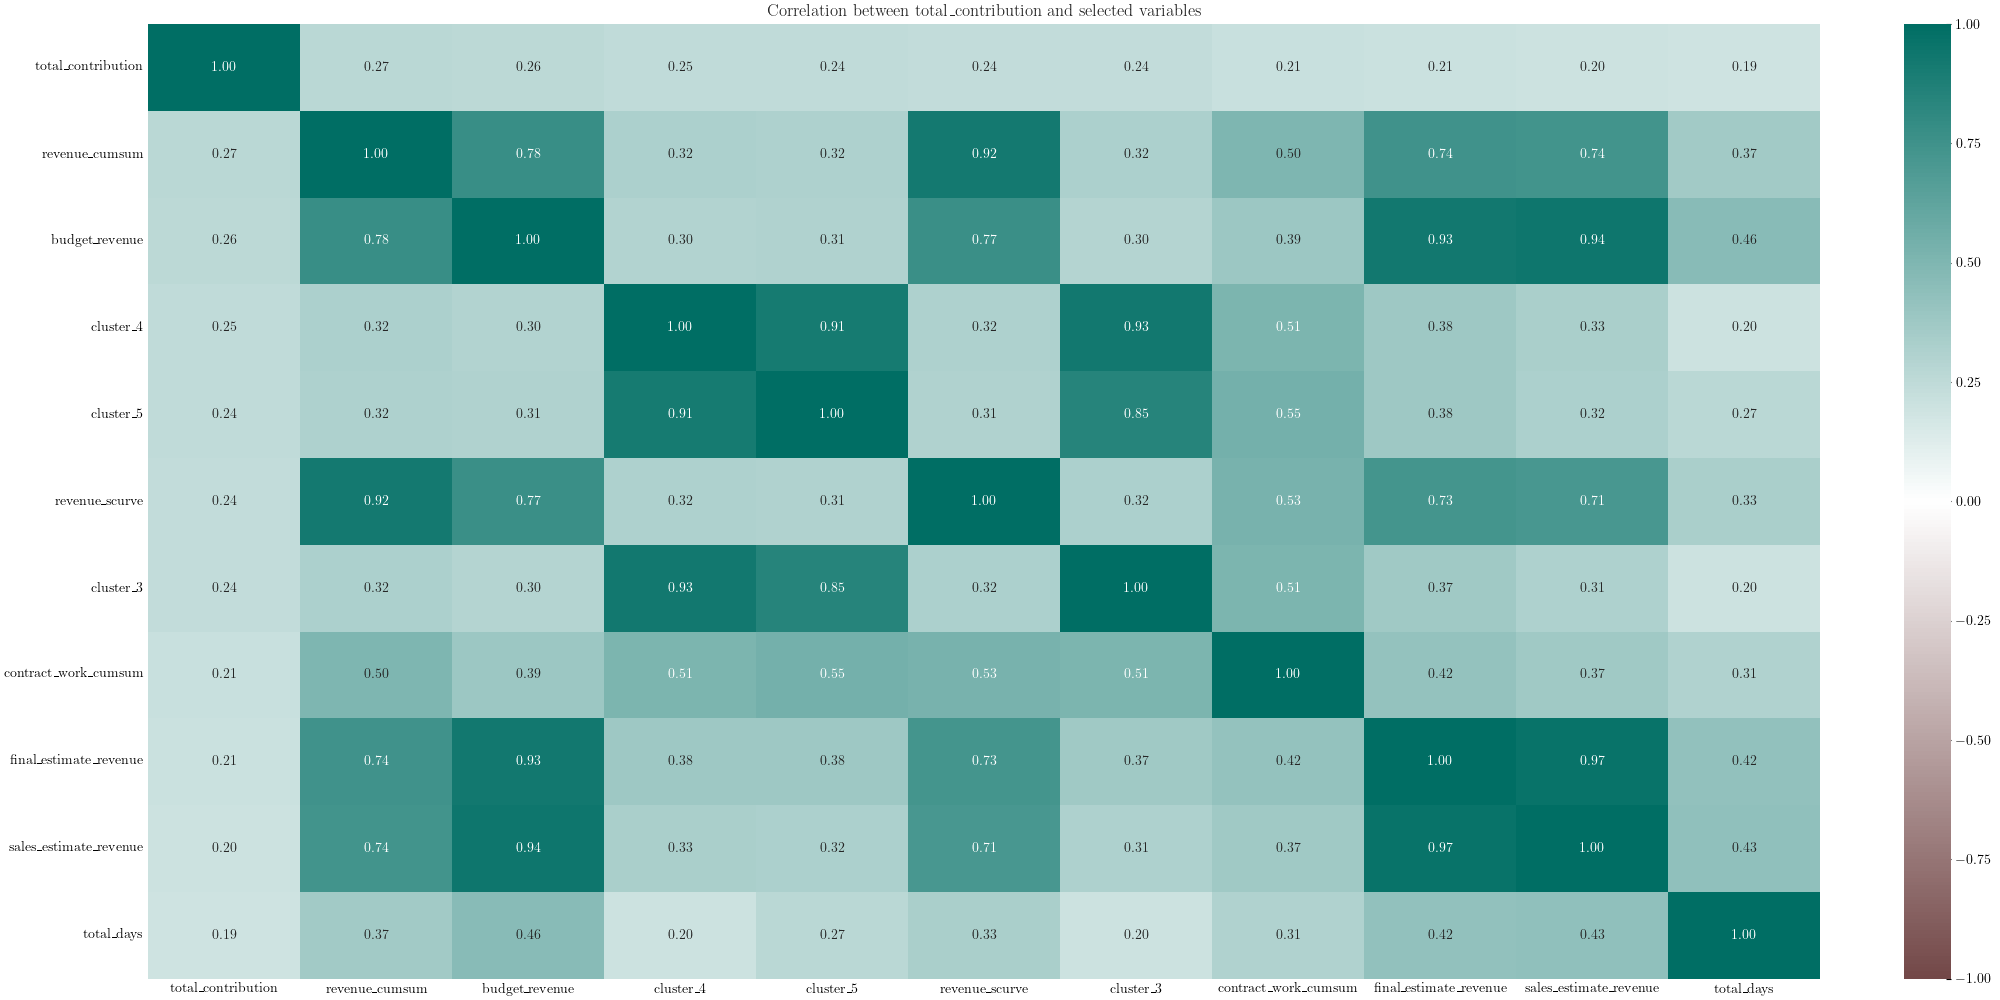 Correlation between total_contribution and selected variables
total_contribution 1.00 0.27 0.26 0.25 0.24 0.24 0.24 0.21 0.21 0.20 0.19
revenue_cumsum 0.27 1.00 0.78 0.32 0.32 0.92 0.32 0.50 0.74 0.74 0.37
budget_revenue 0.26 0.78 1.00 0.30 0.31 0.77 0.30 0.39 0.93 0.94 0.46
cluster_4 0.25 0.32 0.30 1.00 0.91 0.32 0.93 0.51 0.38 0.33 0.20
cluster_5 0.24 0.32 0.31 0.91 1.00 0.31 0.85 0.55 0.38 0.32 0.27
revenue_scurve 0.24 0.92 0.77 0.32 0.31 1.00 0.32 0.53 0.73 0.71 0.33
cluster_3 0.24 0.32 0.30 0.93 0.85 0.32 1.00 0.51 0.37 0.31 0.20
contract_work_cumsum 0.21 0.50 0.39 0.51 0.55 0.53 0.51 1.00 0.42 0.37 0.31
final_estimate_revenue 0.21 0.74 0.93 0.38 0.38 0.73 0.37 0.42 1.00 0.97 0.42
sales_estimate_revenue 0.20 0.74 0.94 0.33 0.32 0.71 0.31 0.37 0.97 1.00 0.43
total_days 0.19 0.37 0.46 0.20 0.27 0.33 0.20 0.31 0.42 0.43 1.00
total_contribution revenue_cumsum budget_revenue cluster_4 cluster_5 revenue_scurve cluster_3 contract_work_cumsum final_estimate_revenue sales_estimate_revenue total_days
1.00
0.75
0.50
0.25
0.00
−0.25
−0.50
−0.75
−1.00